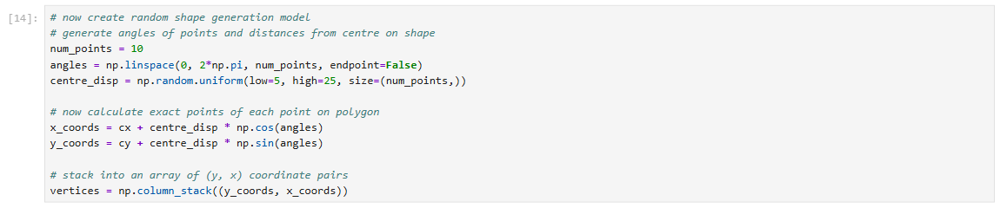 [14]: # now create random shape generation model
# generate angles of points and distances from centre on shape
num_points = 10
angles = np.linspace(0, 2*np.pi, num_points, endpoint=False)
centre_disp = np.random.uniform(low=5, high=25, size=(num_points,))
# now calculate exact points of each point on polygon
x_coords = cx + centre_disp * np.cos(angles)
y_coords = cy + centre_disp * np.sin(angles)
# stack into an array of (y, x) coordinate pairs
vertices = np.column_stack((y_coords, x_coords))